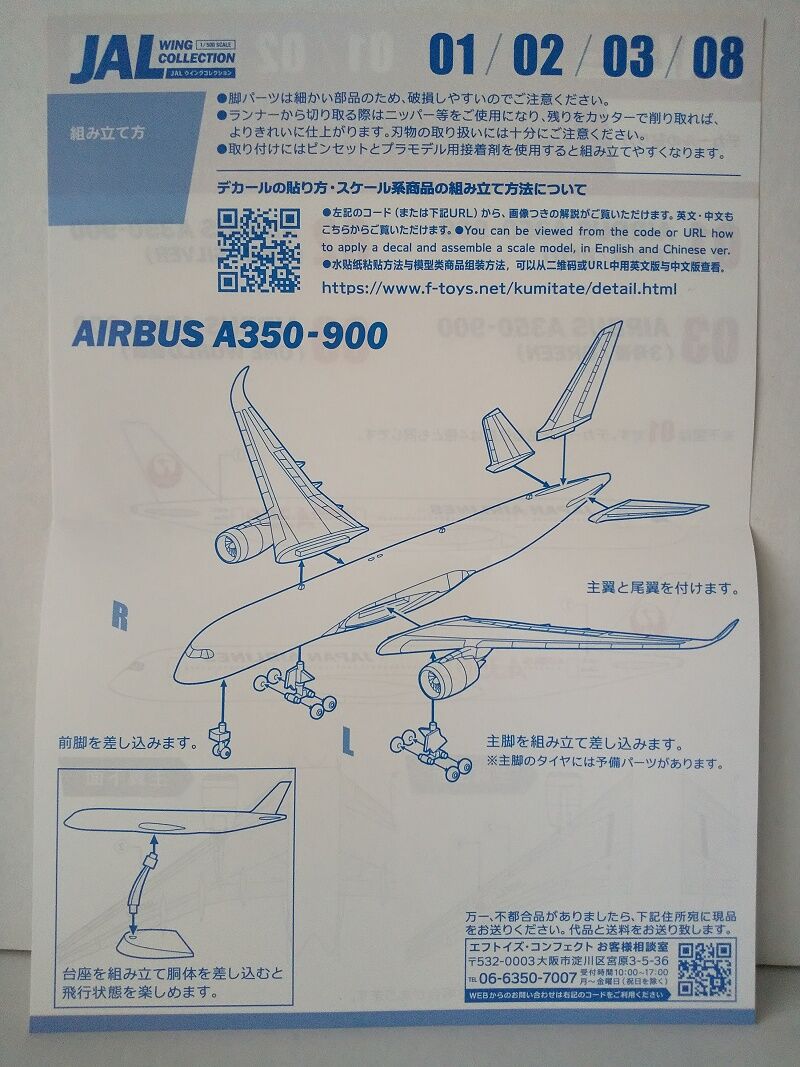 JAL WING COLLECTION 1/500 SCALE
JAL ウイングコレクション
01/02/03/08
組み立て方
●脚パーツは細かい部品のため、破損しやすいのでご注意ください。
●ランナーから切り取る際はニッパー等をご使用になり、残りをカッターで削り取れば、
よりきれいに仕上がります。刃物の取り扱いには十分にご注意ください。
●取り付けにはピンセットとプラモデル用接着剤を使用すると組み立てやすくなります。
デカールの貼り方・スケール系商品の組み立て方法について
●左記のコード（または下記URL）から、画像つきの解説がご覧いただけます。英文・中文も
こちらからご覧いただけます。●You can be viewed from the code or URL how
to apply a decal and assemble a scale model, in English and Chinese ver.
●水贴纸粘贴方法与模型类商品组装方法，可以从二维码或URL中用英文版与中文版查看。
https://www.f-toys.net/kumitate/detail.html
AIRBUS A350-900
主翼と尾翼を付けます。
R
L
前脚を差し込みます。
主脚を組み立て差し込みます。
※主脚のタイヤには予備パーツがあります。
台座を組み立て胴体を差し込むと
飛行状態を楽しめます。
万一、不都合品がありましたら、下記住所宛に現品
をお送りください。代品と送料をお送り致します。
エフトイズ・コンフェクト お客様相談室
〒532-0003 大阪市淀川区宮原3-5-36
TEL 06-6350-7007 受付時間10:00~17:00
月~金曜日(祝日を除く)
WEBからのお問い合わせは右記のコードをご利用ください